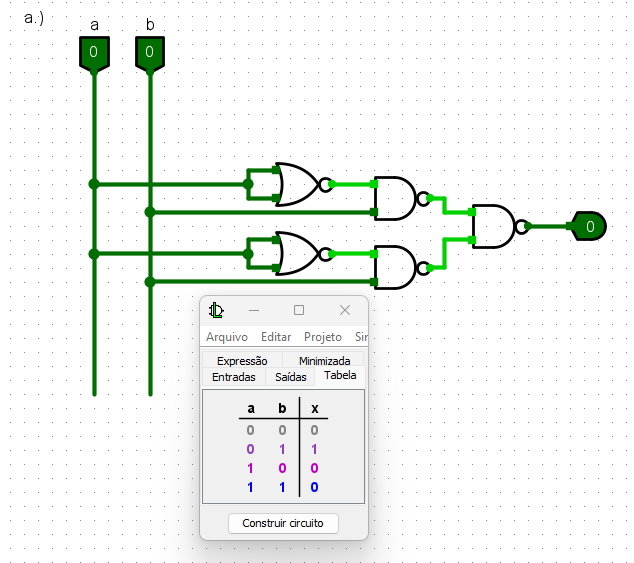 a.)
a b
0 0
0
Arquivo Editar Projeto Sir
Expressão Minimizada
Entradas Saídas Tabela
a b x
0 0 0
0 1 1
1 0 0
1 1 0
Construir circuito